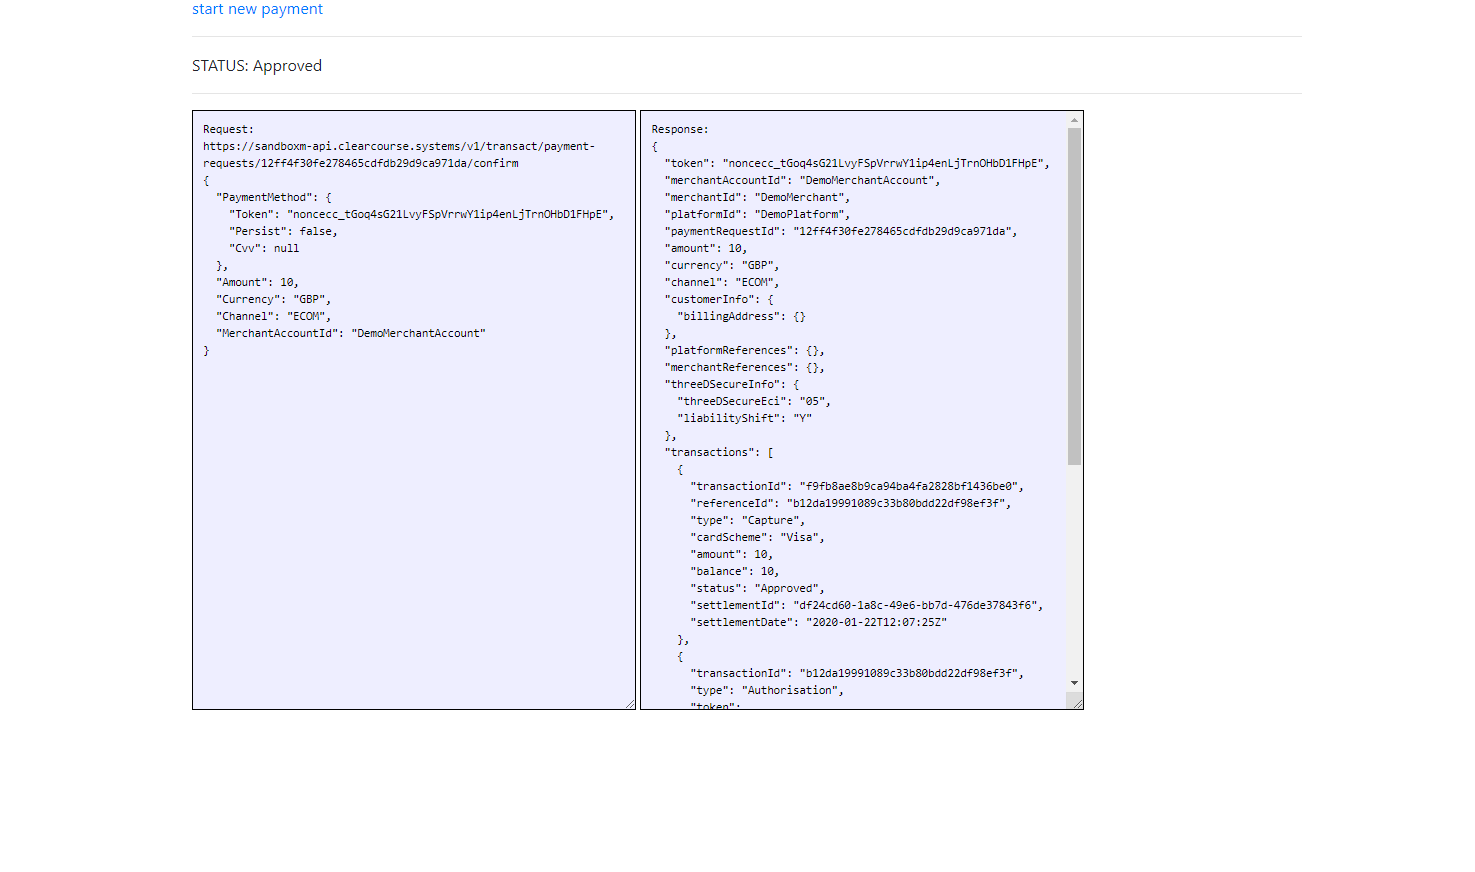 start new payment
STATUS: Approved
Request:
https://sandboxm-api.clearcourse.systems/v1/transact/payment-
requests/12ff4f30fe278465cdfdb29d9ca971da/confirm
{
  "PaymentMethod": {
    "Token": "noncecc_tGoq4sG21LvyFSpVrrwY1ip4enLjTrnOHbD1FHpE",
    "Persist": false,
    "Cvv": null
  },
  "Amount": 10,
  "Currency": "GBP",
  "Channel": "ECOM",
  "MerchantAccountId": "DemoMerchantAccount"
}
Response:
{
  "token": "noncecc_tGoq4sG21LvyFSpVrrwY1ip4enLjTrnOHbD1FHpE",
  "merchantAccountId": "DemoMerchantAccount",
  "merchantId": "DemoMerchant",
  "platformId": "DemoPlatform",
  "paymentRequestId": "12ff4f30fe278465cdfdb29d9ca971da",
  "amount": 10,
  "currency": "GBP",
  "channel": "ECOM",
  "customerInfo": {
    "billingAddress": {}
  },
  "platformReferences": {},
  "merchantReferences": {},
  "threeDSecureInfo": {
    "threeDSecureEci": "05",
    "liabilityShift": "Y"
  },
  "transactions": [
    {
      "transactionId": "f9fb8ae8b9ca94ba4fa2828bf1436be0",
      "referenceId": "b12da19991089c33b80bdd22df98ef3f",
      "type": "Capture",
      "cardScheme": "Visa",
      "amount": 10,
      "balance": 10,
      "status": "Approved",
      "settlementId": "df24cd60-1a8c-49e6-bb7d-476de37843f6",
      "settlementDate": "2020-01-22T12:07:25Z"
    },
    {
      "transactionId": "b12da19991089c33b80bdd22df98ef3f",
      "type": "Authorisation",
      "token":